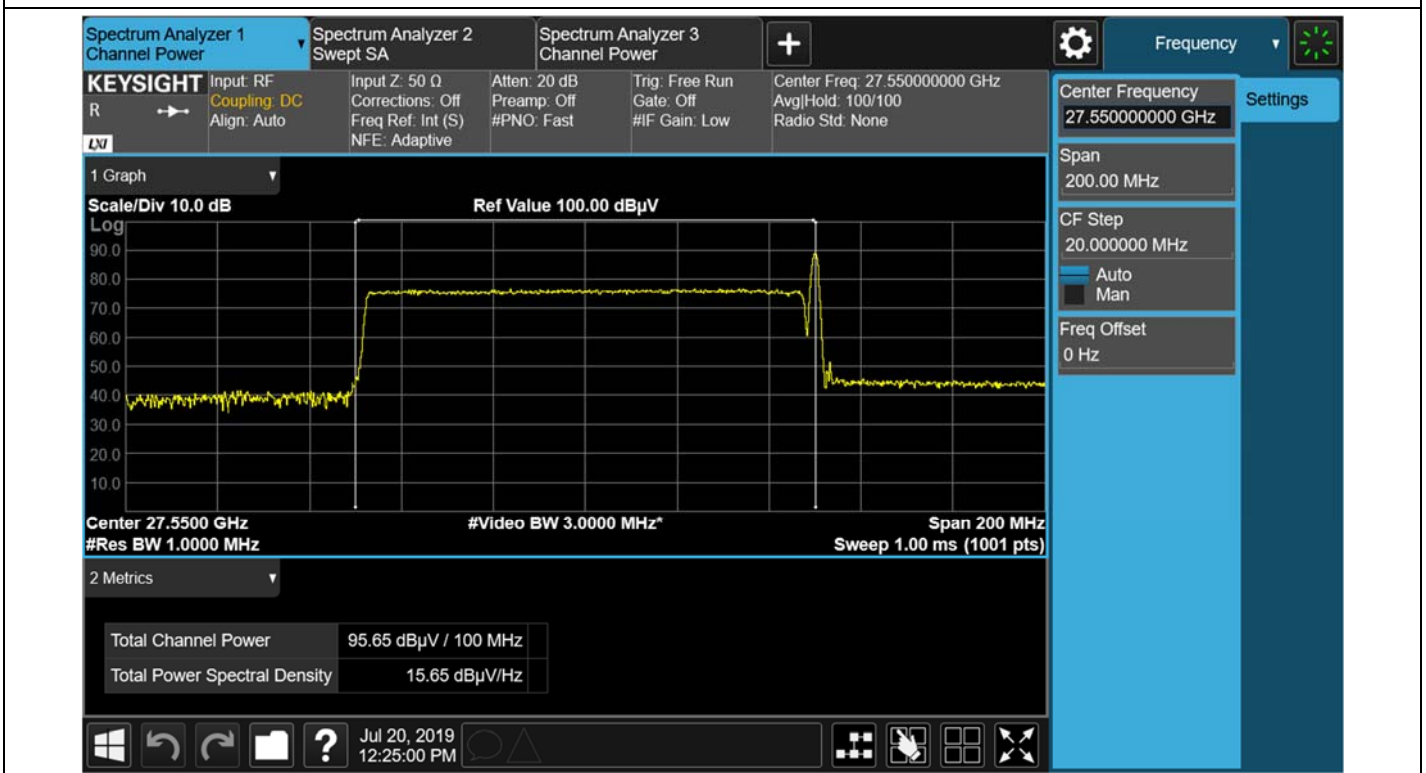 Spectrum Analyzer 1
Channel Power
Spectrum Analyzer 2
Swept SA
Spectrum Analyzer 3
Channel Power
+
Frequency
KEYSIGHT
R
LXI
Input: RF
Coupling: DC
Align: Auto
Input Z: 50 Ω
Corrections: Off
Freq Ref: Int (S)
NFE: Adaptive
Atten: 20 dB
Preamp: Off
#PNO: Fast
Trig: Free Run
Gate: Off
#IF Gain: Low
Center Freq: 27.550000000 GHz
Avg|Hold: 100/100
Radio Std: None
Center Frequency
27.550000000 GHz
Settings
Span
200.00 MHz
CF Step
20.000000 MHz
Auto
Man
Freq Offset
0 Hz
1 Graph
Scale/Div 10.0 dB
Ref Value 100.00 dBµV
Log
90.0
80.0
70.0
60.0
50.0
40.0
30.0
20.0
10.0
Center 27.5500 GHz
#Video BW 3.0000 MHz*
Span 200 MHz
#Res BW 1.0000 MHz
Sweep 1.00 ms (1001 pts)
2 Metrics
Total Channel Power 95.65 dBµV / 100 MHz
Total Power Spectral Density 15.65 dBµV/Hz
?
Jul 20, 2019
12:25:00 PM